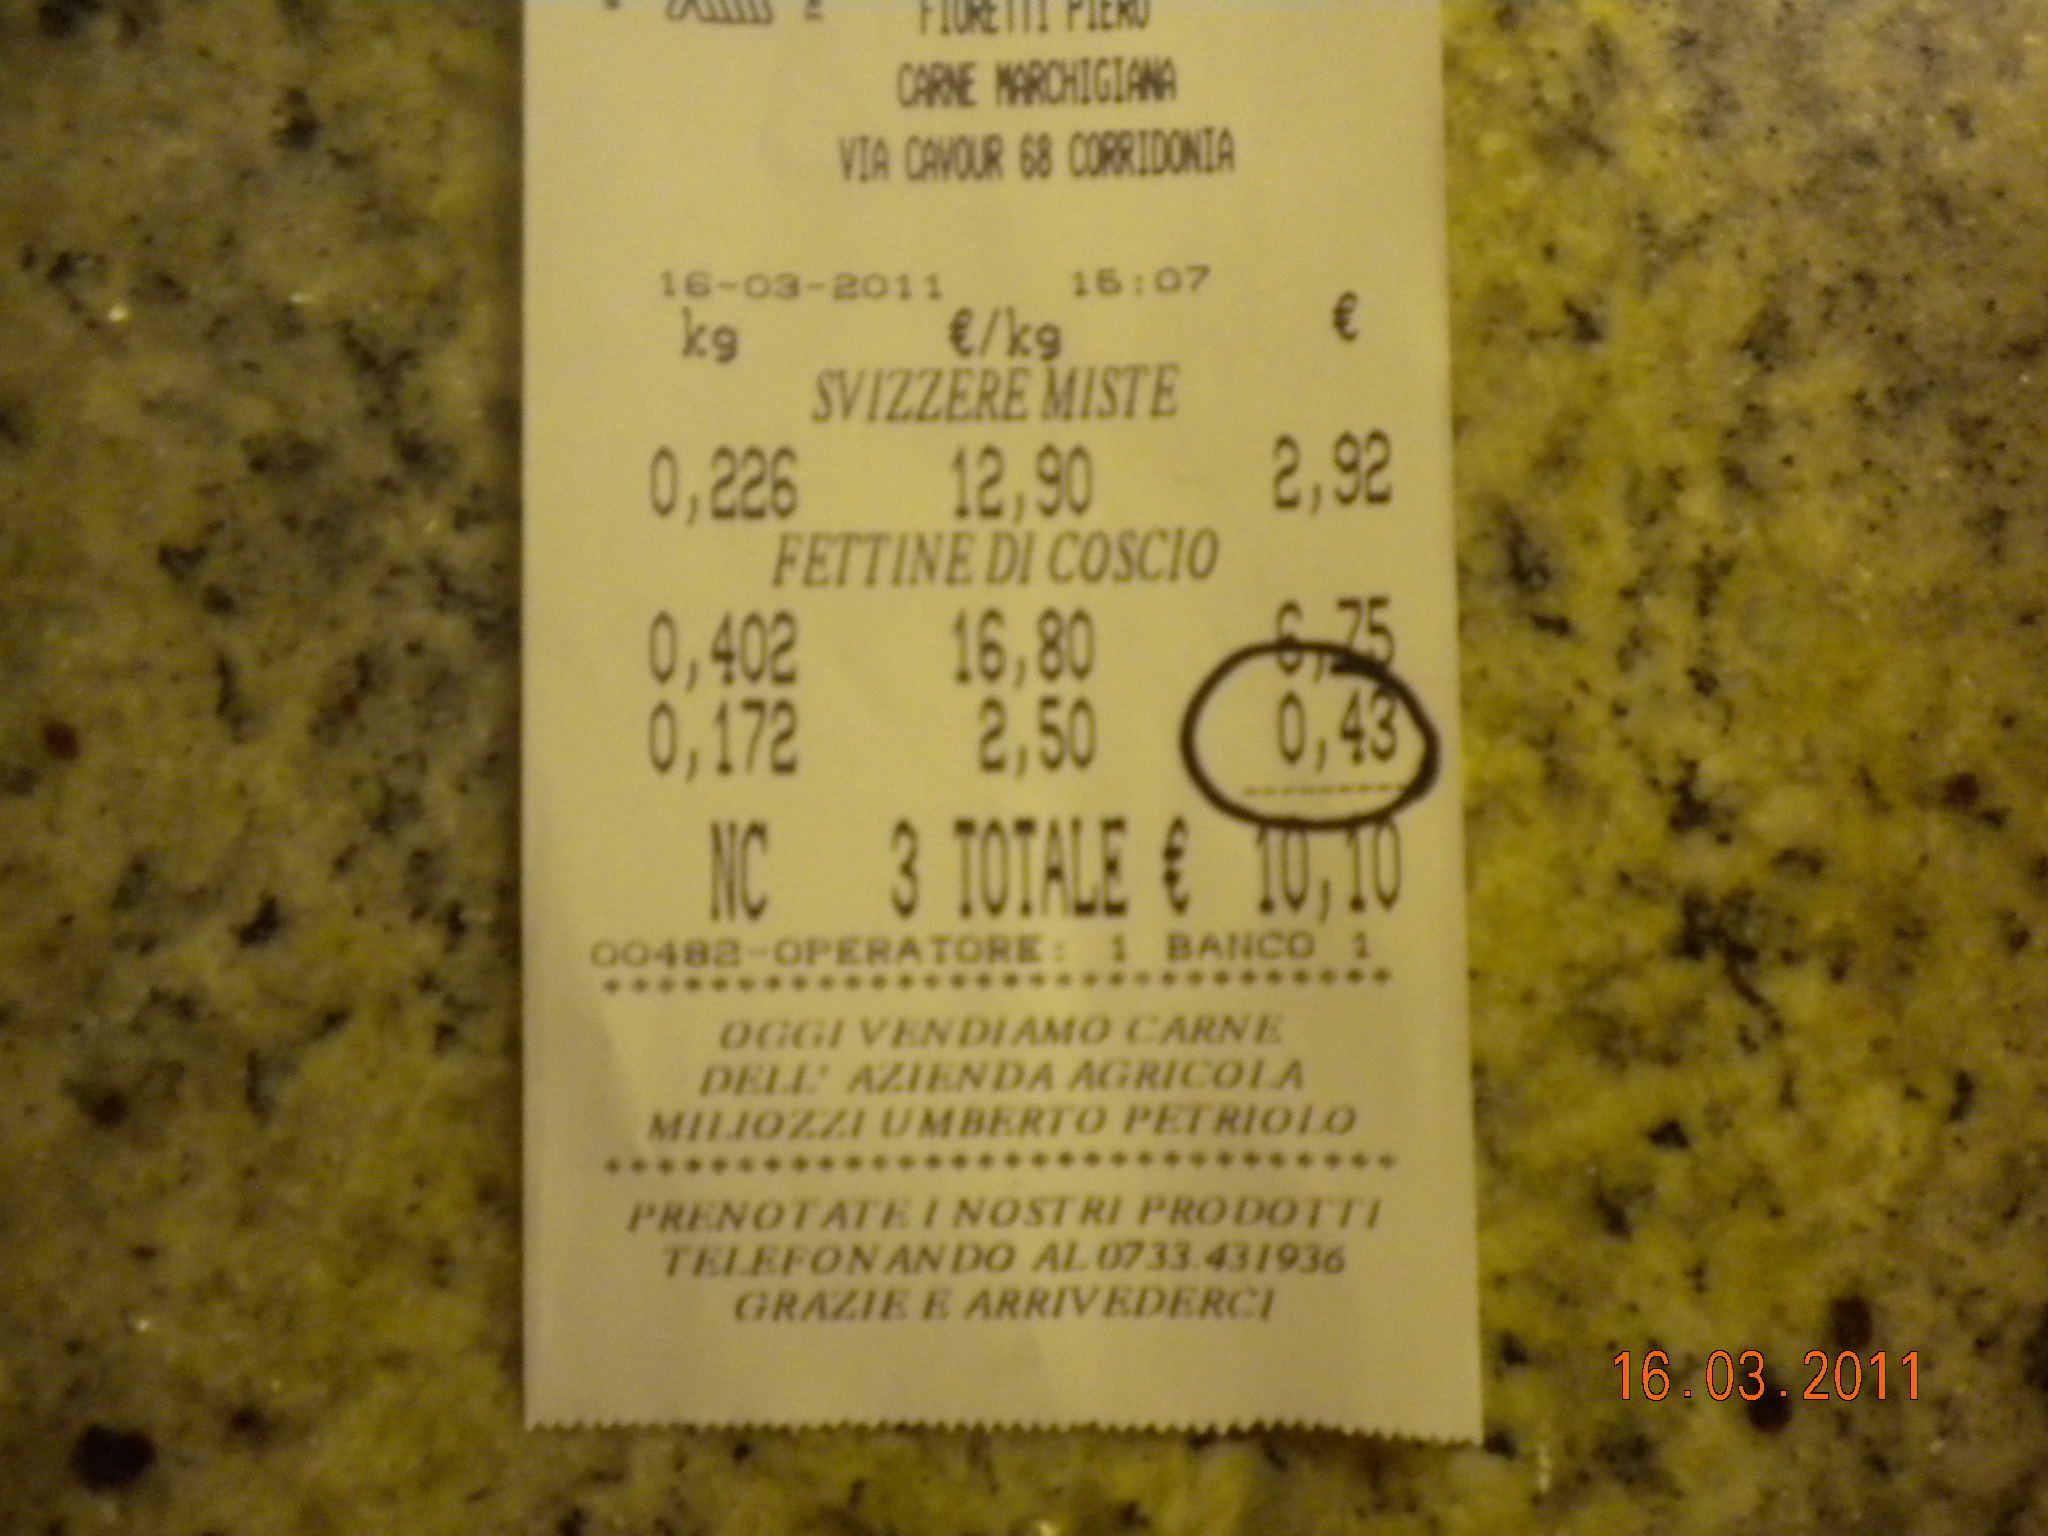 FIORETTI PIERO
CARNE MARCHIGIANA
VIA CAVOUR 68 CORRIDONIA
16-03-2011 15:07
kg €/kg €
SVIZZERE MISTE
0,226 12,90 2,92
FETTINE DI COSCIO
0,402 16,80 6,75
0,172 2,50 0,43
NC 3 TOTALE € 10,10
00482-OPERATORE: 1 BANCO 1
OGGI VENDIAMO CARNE
DELL' AZIENDA AGRICOLA
MILIOZZI UMBERTO PETRIOLO
PRENOTATE I NOSTRI PRODOTTI
TELEFONANDO AL 0733.431936
GRAZIE E ARRIVEDERCI
16.03.2011